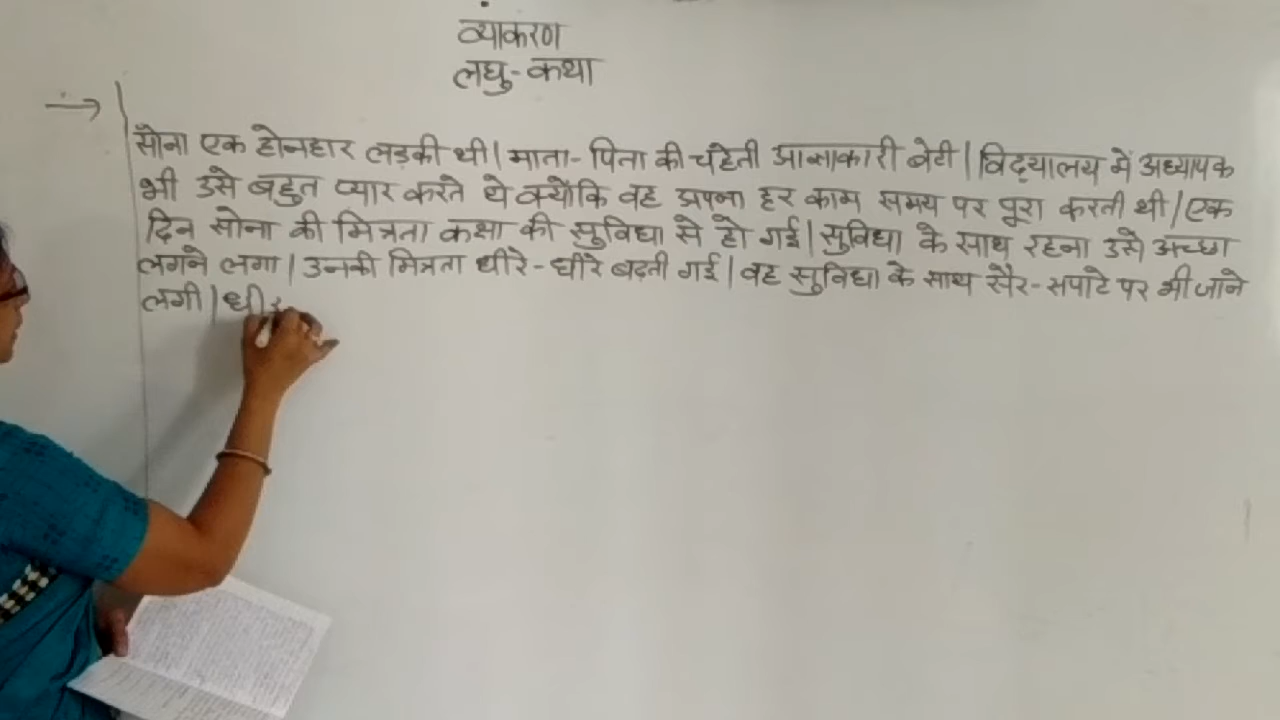 व्याकरण
लघु-कथा
सोना एक होनहार लड़की थी। माता-पिता की चहेती आज्ञाकारी बेटी। विद्यालय में अध्यापक
भी उसे बहुत प्यार करते थे क्योंकि वह अपना हर काम समय पर पूरा करती थी। एक
दिन सोना की मित्रता कक्षा की सुविधा से हो गई। सुविधा के साथ रहना उसे अच्छा
लगने लगा। उनकी मित्रता धीरे-धीरे बढ़ती गई। वह सुविधा के साथ सैर-सपाटे पर भी जाने
लगी।